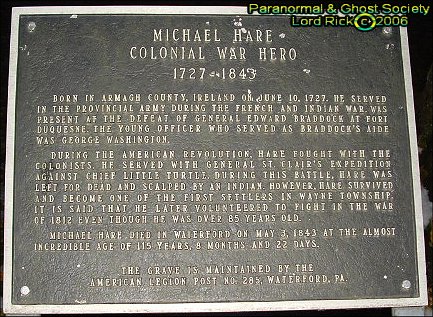 Paranormal & Ghost Society
Lord Rick © 2006
MICHAEL HARE
COLONIAL WAR HERO
1727-1843
BORN IN ARMAGH COUNTY, IRELAND ON JUNE 10, 1727. HE SERVED
IN THE PROVINCIAL ARMY DURING THE FRENCH AND INDIAN WAR. WAS
PRESENT AT THE DEFEAT OF GENERAL EDWARD BRADDOCK AT FORT
DUQUESNE. THE YOUNG OFFICER WHO SERVED AS BRADDOCK'S AIDE
WAS GEORGE WASHINGTON.
DURING THE AMERICAN REVOLUTION, HARE FOUGHT WITH THE
COLONISTS. HE SERVED WITH GENERAL ST. CLAIR'S EXPEDITION
AGAINST CHIEF LITTLE TURTLE. DURING THIS BATTLE, HARE WAS
LEFT FOR DEAD AND SCALPED BY AN INDIAN. HOWEVER, HARE SURVIVED
AND BECOME ONE OF THE FIRST SETTLERS IN WAYNE TOWNSHIP.
IT IS SAID THAT HE LATER VOLUNTEERED TO FIGHT IN THE WAR
OF 1812 EVEN THOUGH HE WAS OVER 85 YEARS OLD.
MICHAEL HARE DIED IN WATERFORD ON MAY 3, 1843 AT THE ALMOST
INCREDIBLE AGE OF 115 YEARS, 8 MONTHS AND 22 DAYS.
THE GRAVE IS MAINTAINED BY THE
AMERICAN LEGION POST NO. 285, WATERFORD, PA.